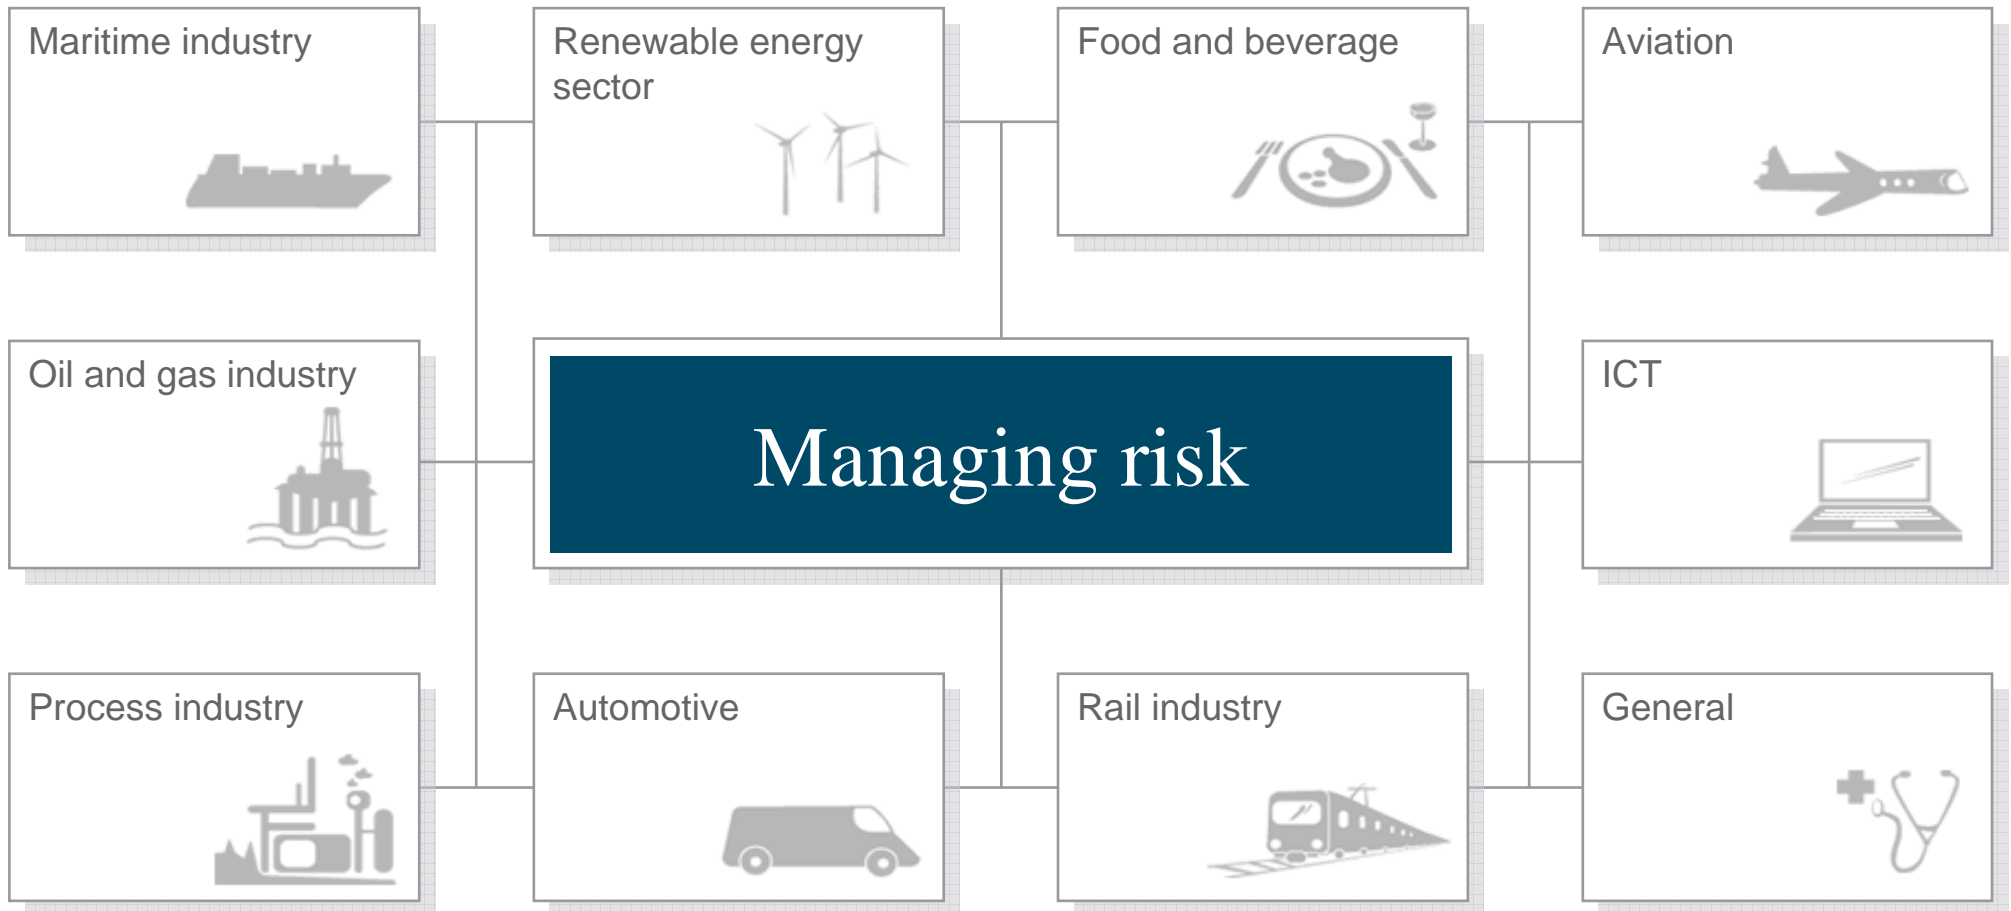 Maritime industry
Renewable energy
sector
Food and beverage
Aviation
Oil and gas industry
Managing risk
ICT
Process industry
Automotive
Rail industry
General